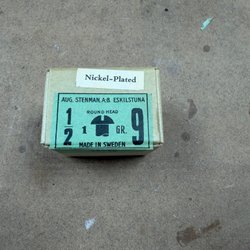 Nickel-Plated
AUG. STENMAN, A.B. ESKILSTUNA
ROUND HEAD
1/2 1 GR. 9
MADE IN SWEDEN